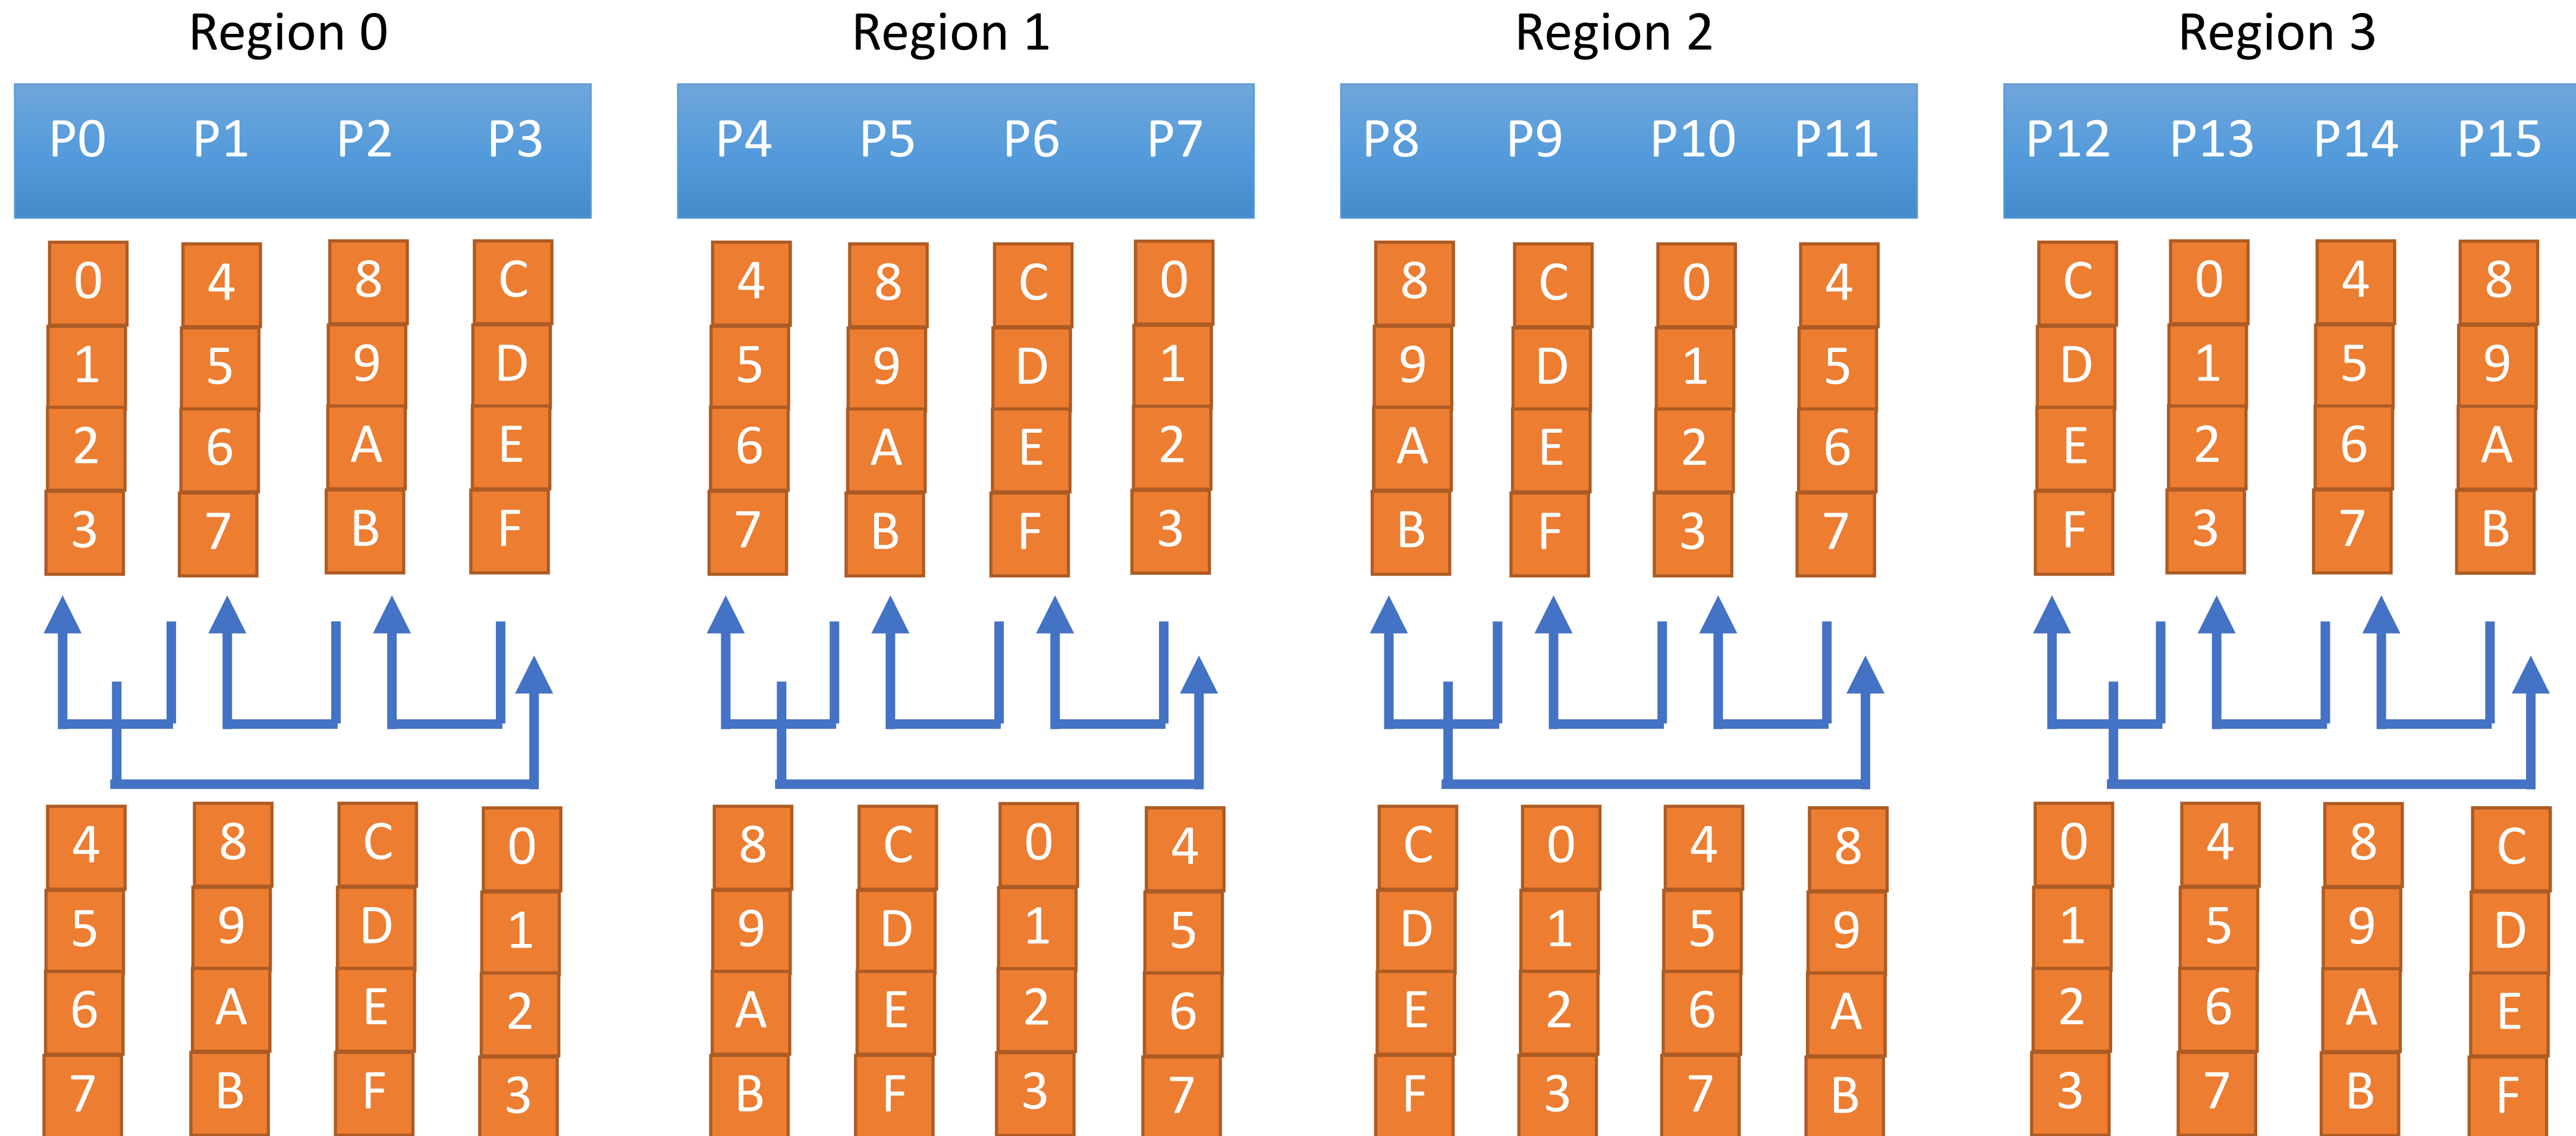 Region 0 Region 1 Region 2 Region 3
P0 P1 P2 P3 P4 P5 P6 P7 P8 P9 P10 P11 P12 P13 P14 P15
0 4 8 C 4 8 C 0 8 C 0 4 C 0 4 8
1 5 9 D 5 9 D 1 9 D 1 5 D 1 5 9
2 6 A E 6 A E 2 A E 2 6 E 2 6 A
3 7 B F 7 B F 3 B F 3 7 F 3 7 B
4 8 C 0 8 C 0 4 C 0 4 8 0 4 8 C
5 9 D 1 9 D 1 5 D 1 5 9 1 5 9 D
6 A E 2 A E 2 6 E 2 6 A 2 6 A E
7 B F 3 B F 3 7 F 3 7 B 3 7 B F